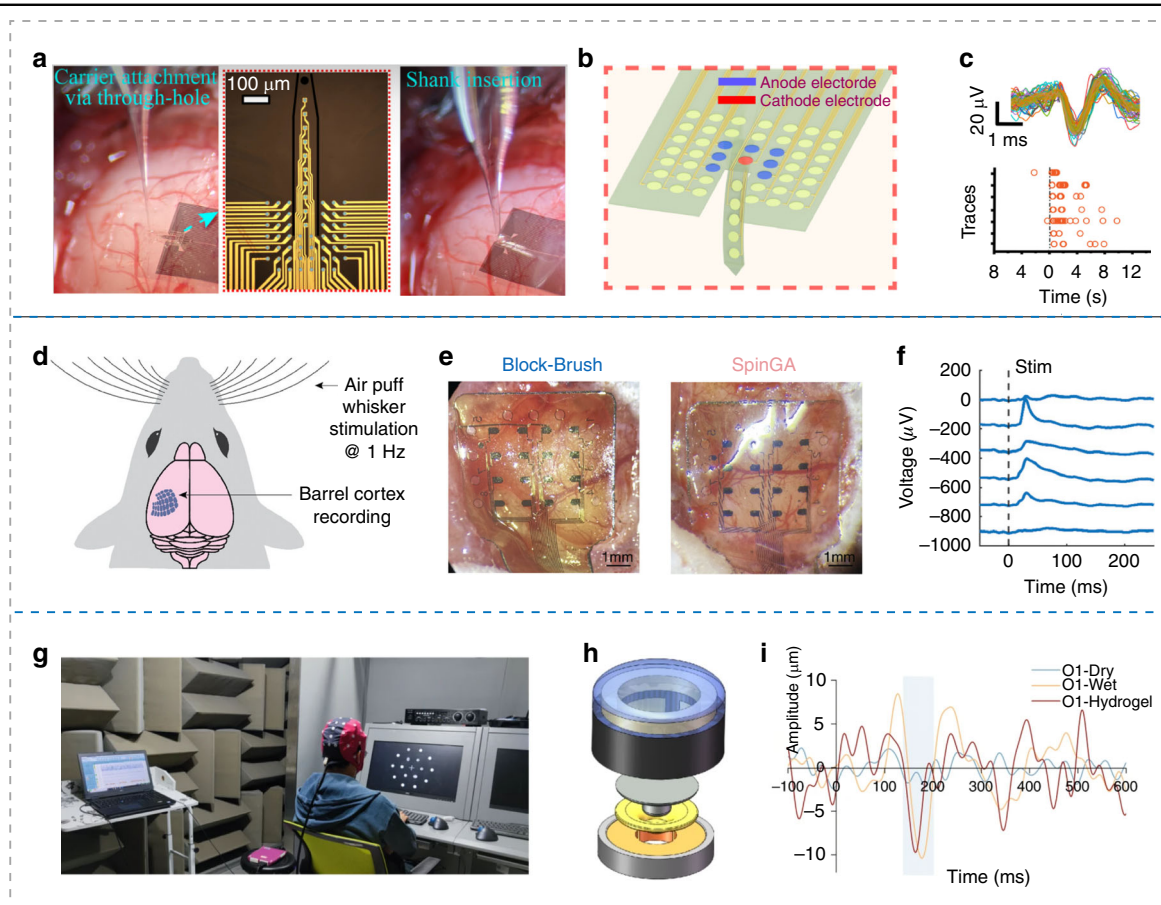 a
Carrier attachment
via through-hole
100 μm
Shank insertion
b
Anode electorde
Cathode electrode
c
20 μV
1 ms
Traces
8 4 0 4 8 12
Time (s)
d
Air puff
whisker
stimulation
@ 1 Hz
Barrel cortex
recording
e
Block-Brush
SpinGA
1mm
1mm
f
Stim
200
0
−200
−400
−600
−800
−1000
Voltage (μV)
0 100 200
Time (ms)
g
h
i
Amplitude (μm)
10
5
0
−5
−10
−100 0 100 200 300 400 500 600
O1-Dry
O1-Wet
O1-Hydrogel
Time (ms)